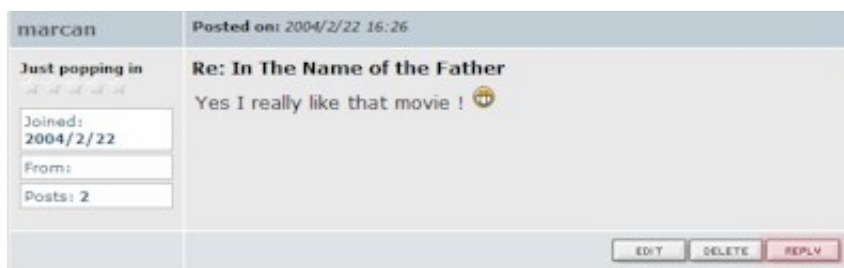 marcan
Posted on: 2004/2/22 16:26
Just popping in
Re: In The Name of the Father
Yes I really like that movie !
Joined:
2004/2/22
From:
Posts: 2
EDIT DELETE REPLY